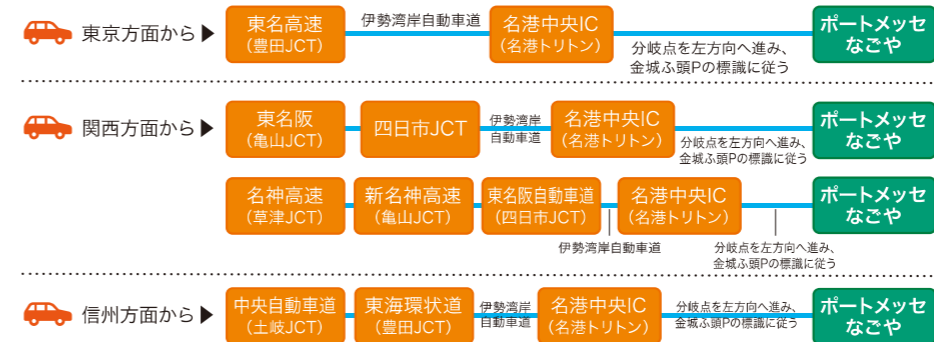 東京方面から▶
東名高速
(豊田JCT)
伊勢湾岸自動車道
名港中央IC
(名港トリトン)
分岐点を左方向へ進み、
金城ふ頭Pの標識に従う
ポートメッセ
なごや
関西方面から▶
東名阪
(亀山JCT)
四日市JCT
伊勢湾岸
自動車道
名港中央IC
(名港トリトン)
分岐点を左方向へ進み、
金城ふ頭Pの標識に従う
ポートメッセ
なごや
名神高速
(草津JCT)
新名神高速
(亀山JCT)
東名阪自動車道
(四日市JCT)
伊勢湾岸自動車道
名港中央IC
(名港トリトン)
分岐点を左方向へ進み、
金城ふ頭Pの標識に従う
ポートメッセ
なごや
信州方面から▶
中央自動車道
(土岐JCT)
東海環状道
(豊田JCT)
伊勢湾岸
自動車道
名港中央IC
(名港トリトン)
分岐点を左方向へ進み、
金城ふ頭Pの標識に従う
ポートメッセ
なごや